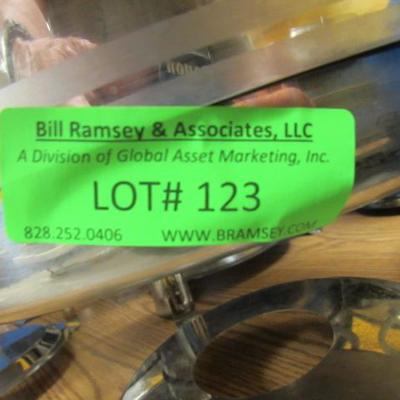 Bill Ramsey & Associates, LLC
A Division of Global Asset Marketing, Inc.
LOT# 123
828.252.0406 WWW.BRAMSEY.COM